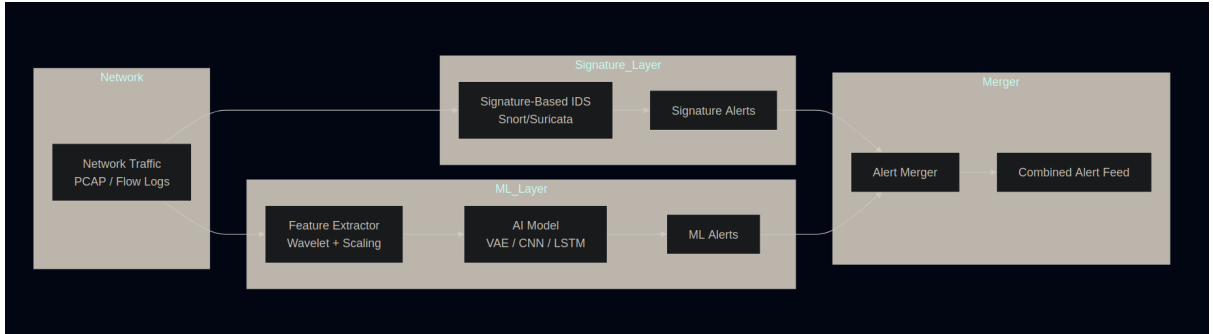 Network
Network Traffic
PCAP / Flow Logs
Signature_Layer
Signature-Based IDS
Snort/Suricata
Signature Alerts
ML_Layer
Feature Extractor
Wavelet + Scaling
AI Model
VAE / CNN / LSTM
ML Alerts
Merger
Alert Merger
Combined Alert Feed